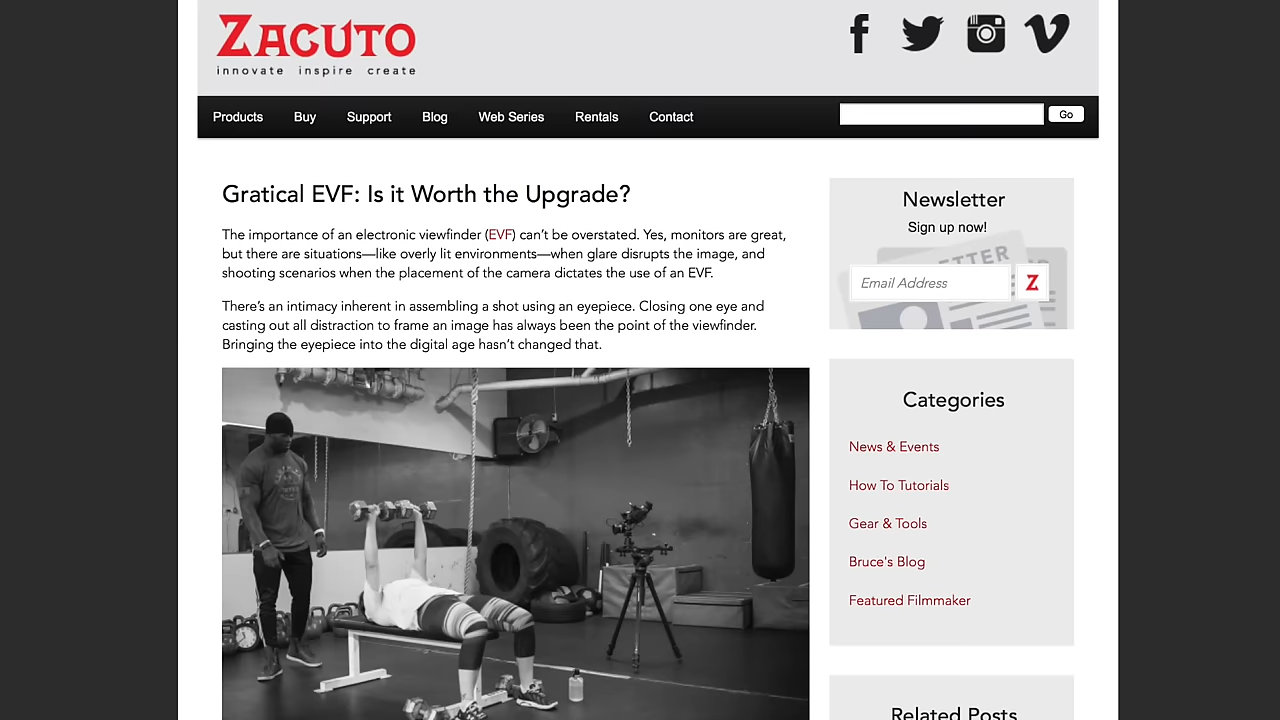 ZACUTO
innovate inspire create
Products Buy Support Blog Web Series Rentals Contact
Go
Gratical EVF: Is it Worth the Upgrade?
The importance of an electronic viewfinder (EVF) can't be overstated. Yes, monitors are great,
but there are situations—like overly lit environments—when glare disrupts the image, and
shooting scenarios when the placement of the camera dictates the use of an EVF.
There's an intimacy inherent in assembling a shot using an eyepiece. Closing one eye and
casting out all distraction to frame an image has always been the point of the viewfinder.
Bringing the eyepiece into the digital age hasn't changed that.
Newsletter
Sign up now!
Email Address
Z
Categories
News & Events
How To Tutorials
Gear & Tools
Bruce's Blog
Featured Filmmaker
Related Posts